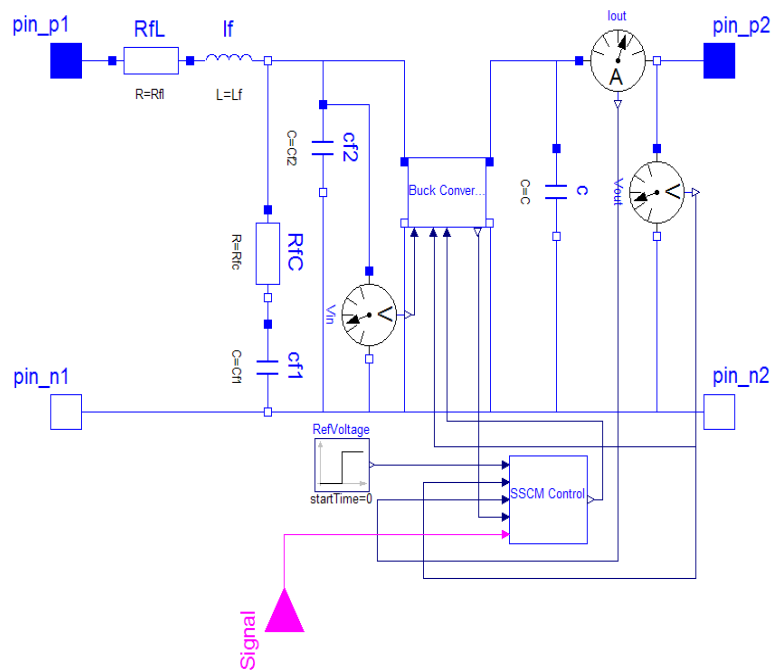 pin_p1
RfL
lf
Iout
pin_p2
A
R=Rfl
L=Lf
C=Cf2
cf2
Buck Conver...
C=C
c
Vout
V
R=Rfc
RfC
Vin
V
C=Cf1
cf1
pin_n1
pin_n2
RefVoltage
startTime=0
SSCM Control
Signal